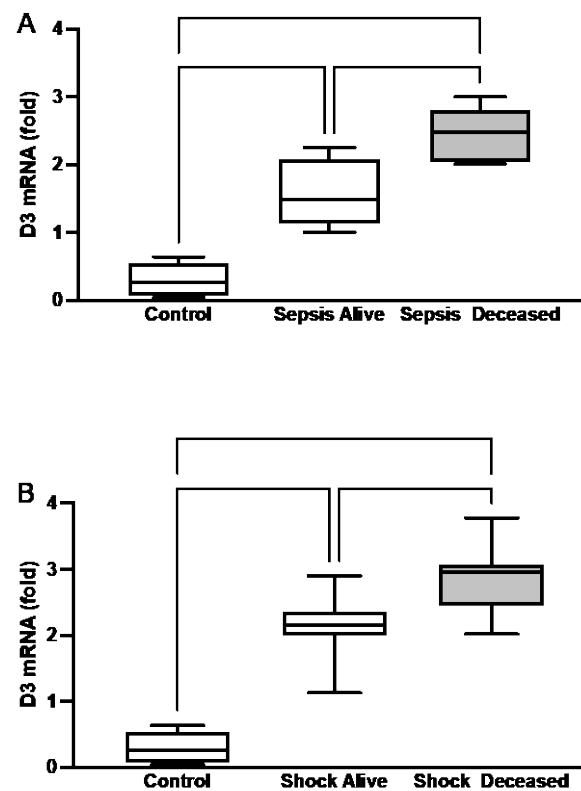 A
D3 mRNA (fold)
4
3
2
1
0
Control Sepsis Alive Sepsis Deceased
B
D3 mRNA (fold)
4
3
2
1
0
Control Shock Alive Shock Deceased